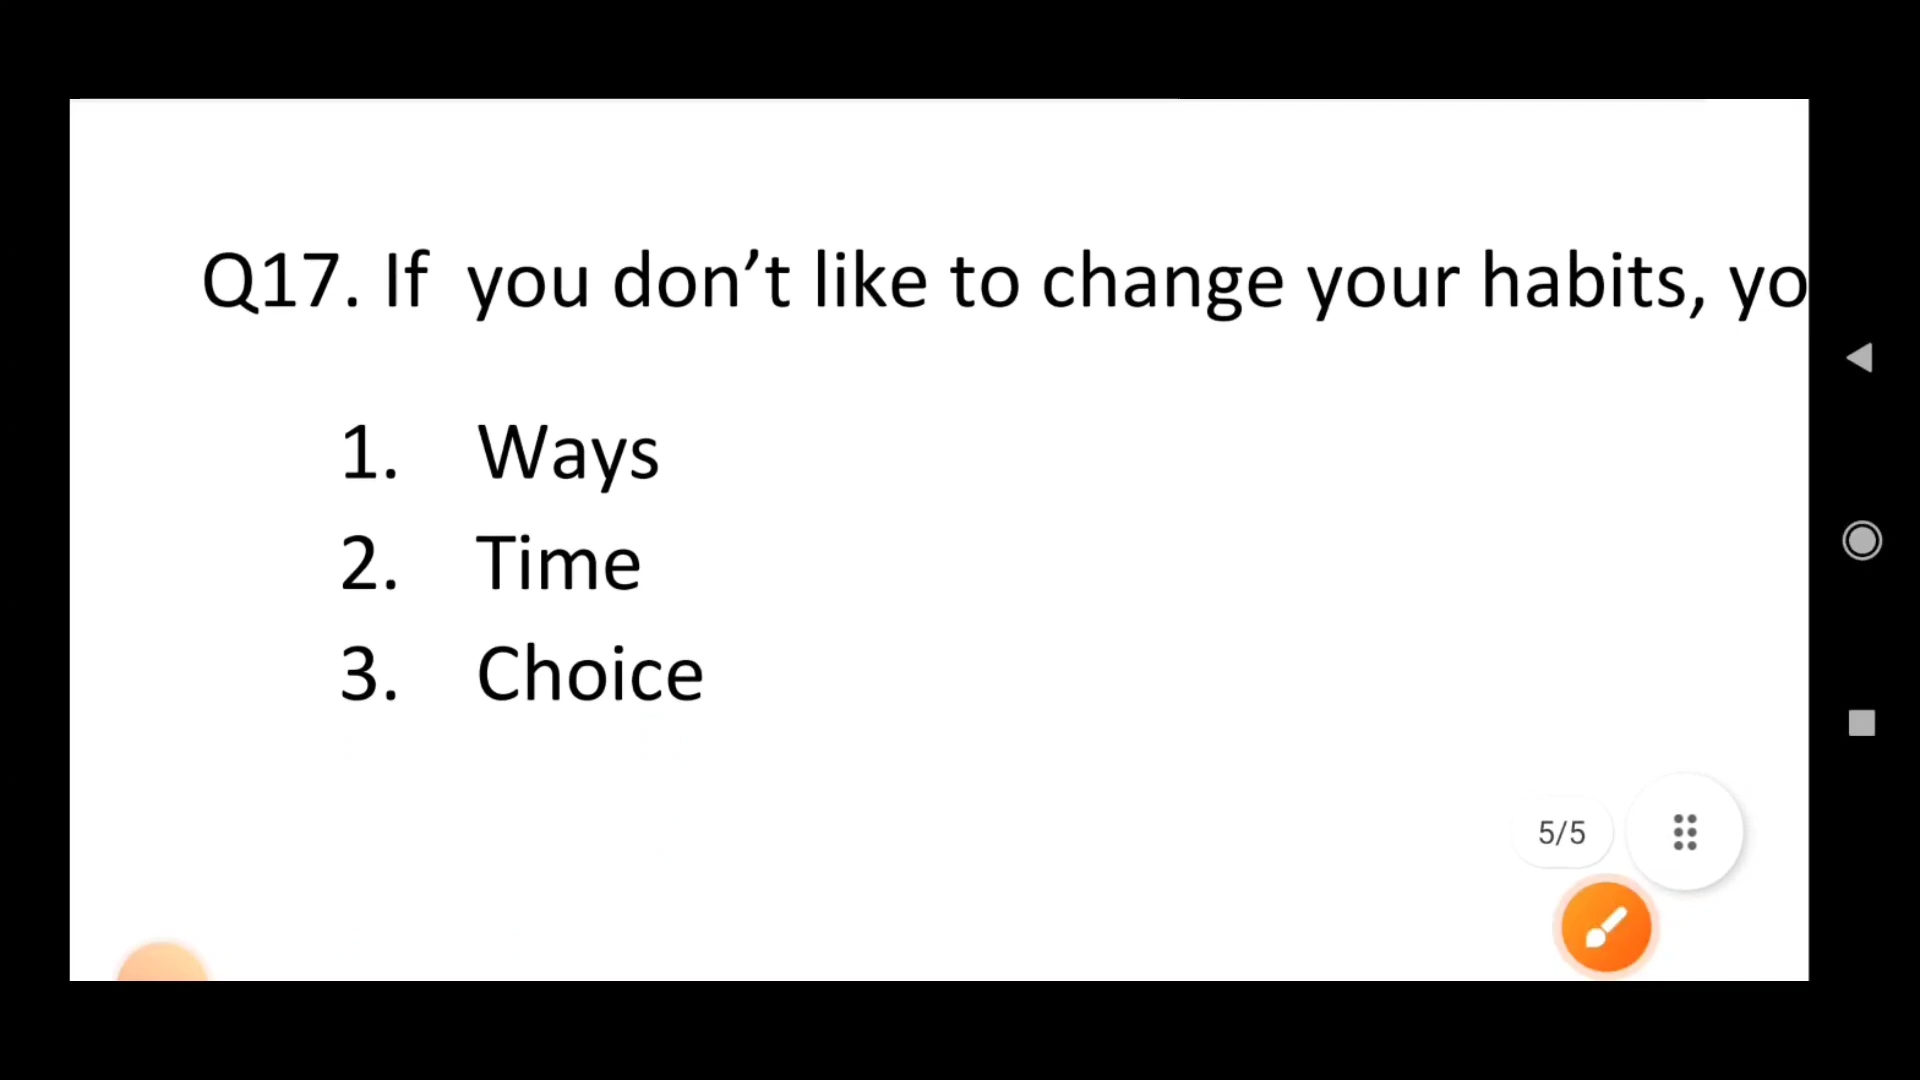 Q17. If  you don’t like to change your habits, yo
1. Ways
2. Time
3. Choice
5/5